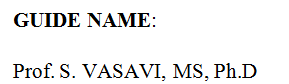 GUIDE NAME:
Prof. S. VASAVI, MS, Ph.D